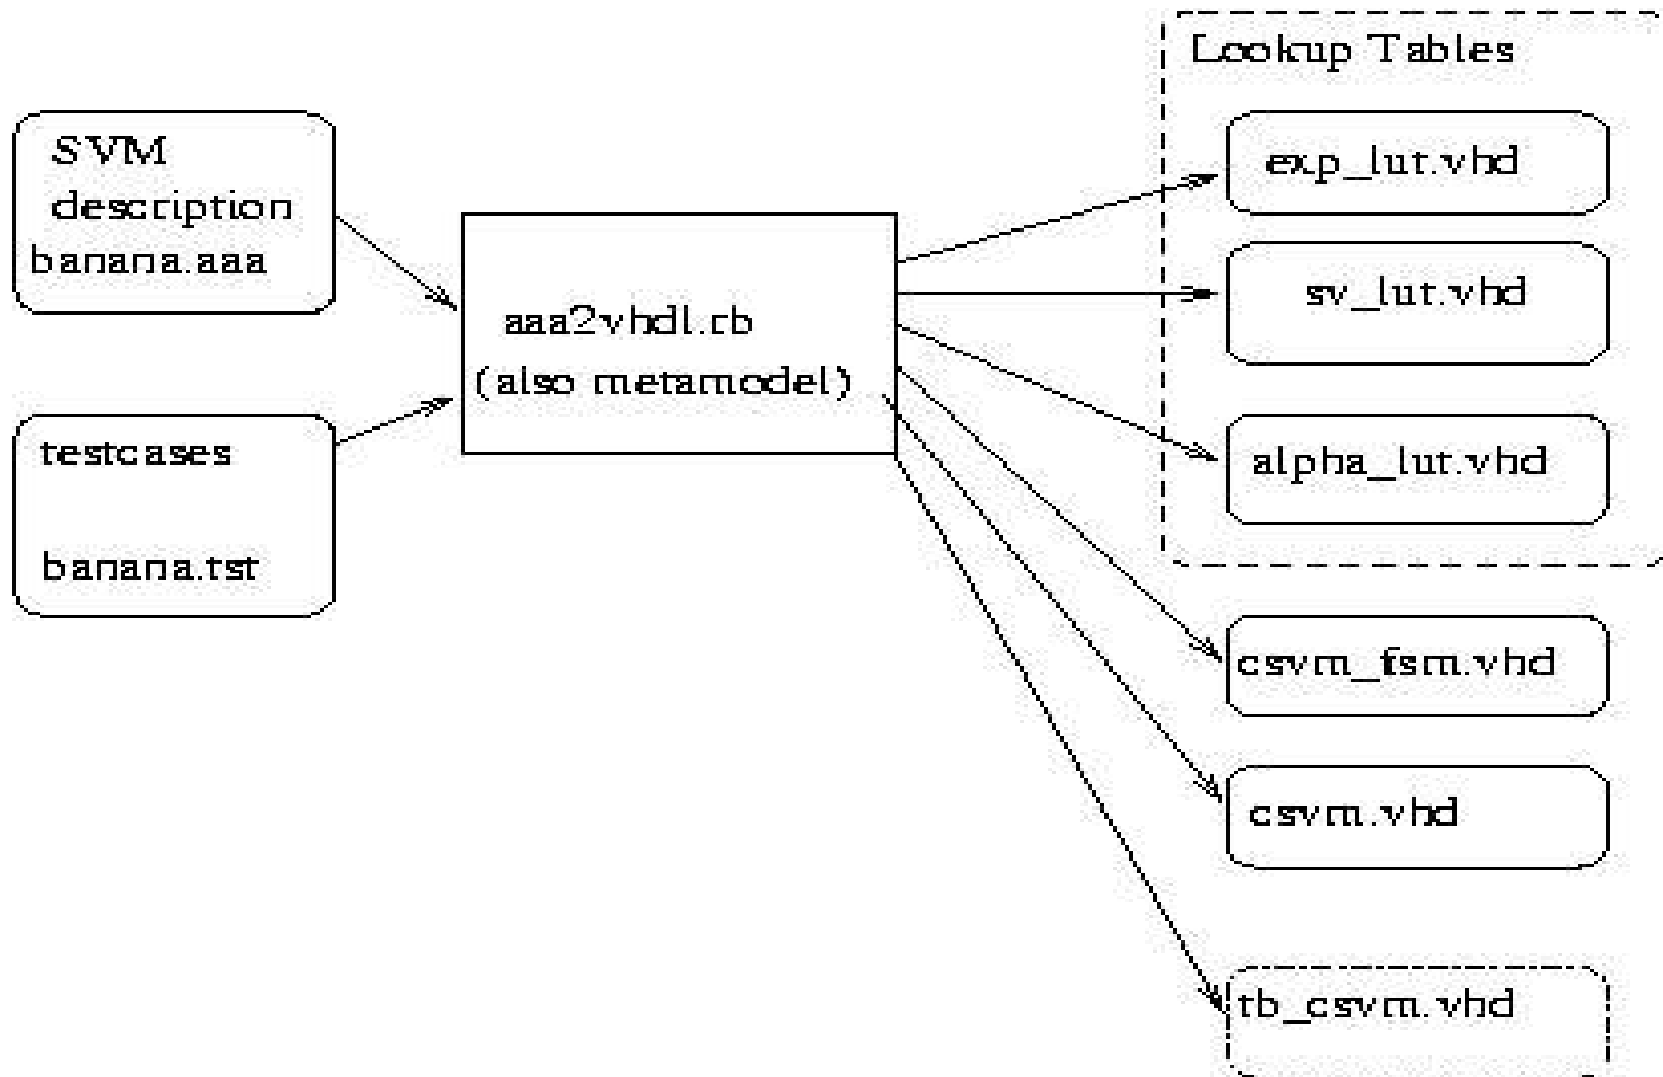 Lookup Tables
SVM
description
banana.aaa
testcases
banana.tst
aaa2vhdl.rb
(also metamodel)
exp_lut.vhd
sv_lut.vhd
alpha_lut.vhd
csvm_fsm.vhd
csvm.vhd
tb_csvm.vhd